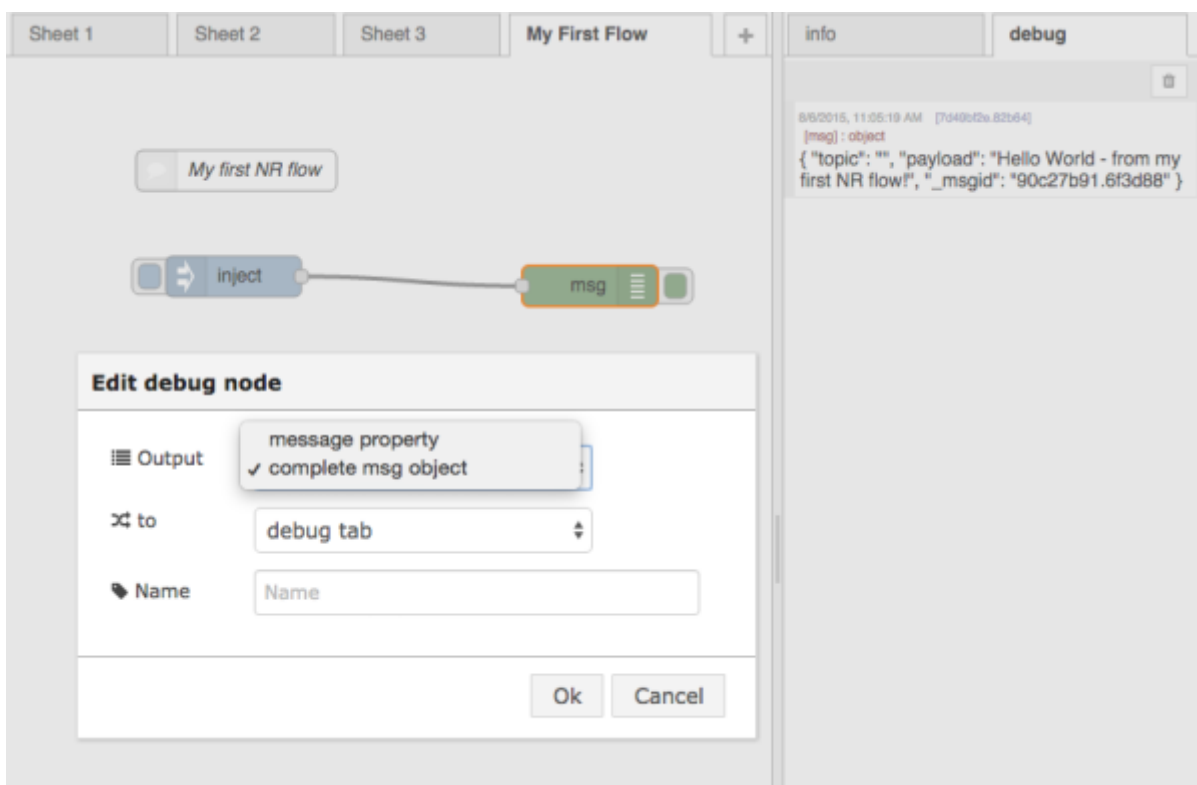 Sheet 1
Sheet 2
Sheet 3
My First Flow
+
info
debug
8/6/2015, 11:05:19 AM [7d49bf2e.82b64]
[msg] : object
{ "topic": "", "payload": "Hello World - from my
first NR flow!", "_msgid": "90c27b91.6f3d88" }
My first NR flow
inject
msg
Edit debug node
Output
message property
✓ complete msg object
to
debug tab
Name
Name
Ok
Cancel